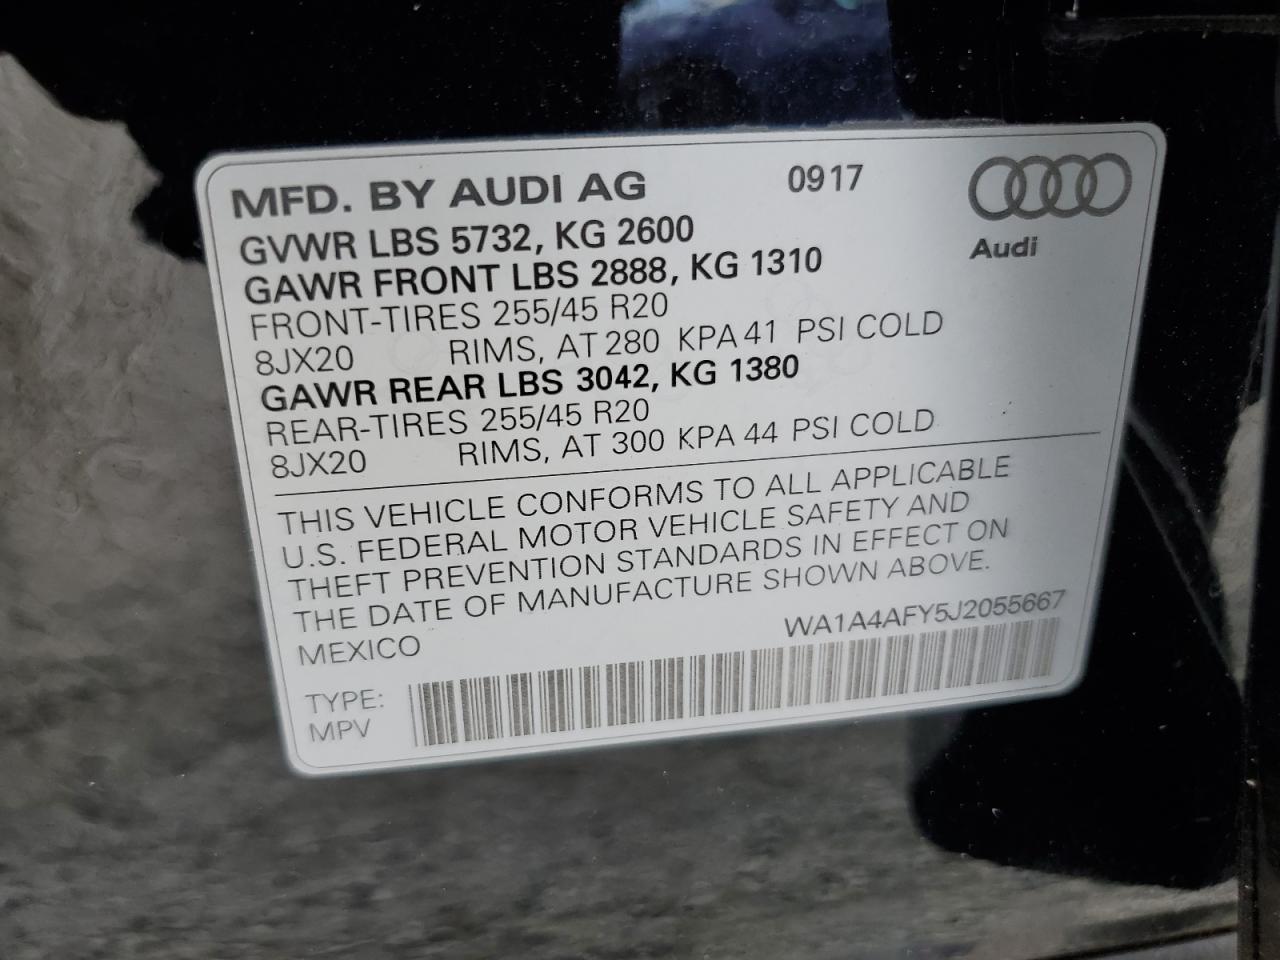 MFD. BY AUDI AG 0917
Audi
GVWR LBS 5732, KG 2600
GAWR FRONT LBS 2888, KG 1310
FRONT-TIRES 255/45 R20
8JX20 RIMS, AT 280 KPA 41 PSI COLD
GAWR REAR LBS 3042, KG 1380
REAR-TIRES 255/45 R20
8JX20 RIMS, AT 300 KPA 44 PSI COLD
THIS VEHICLE CONFORMS TO ALL APPLICABLE
U.S. FEDERAL MOTOR VEHICLE SAFETY AND
THEFT PREVENTION STANDARDS IN EFFECT ON
THE DATE OF MANUFACTURE SHOWN ABOVE.
MEXICO WA1A4AFY5J2055667
TYPE:
MPV